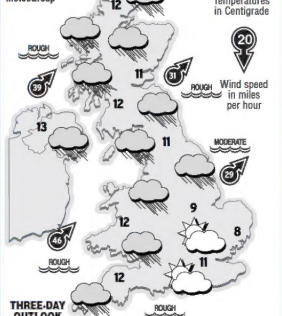 12
Temperatures
in Centigrade
ROUGH
20
11
31
39
ROUGH
Wind speed
in miles
per hour
12
13
11
MODERATE
29
9
12
8
46
ROUGH
11
12
THREE-DAY
OUTLOOK
ROUGH